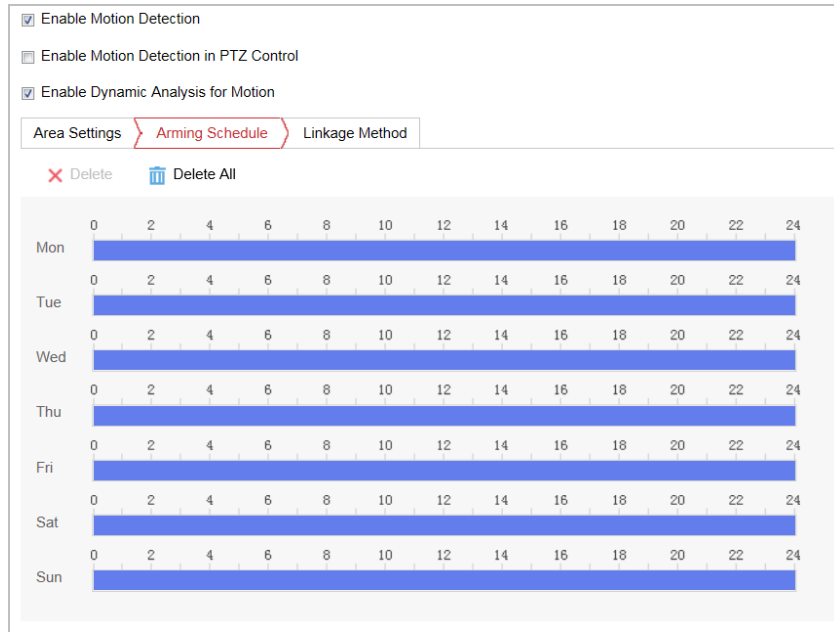 Enable Motion Detection
Enable Motion Detection in PTZ Control
Enable Dynamic Analysis for Motion
Area Settings Arming Schedule Linkage Method
Delete Delete All
0 2 4 6 8 10 12 14 16 18 20 22 24
Mon
0 2 4 6 8 10 12 14 16 18 20 22 24
Tue
0 2 4 6 8 10 12 14 16 18 20 22 24
Wed
0 2 4 6 8 10 12 14 16 18 20 22 24
Thu
0 2 4 6 8 10 12 14 16 18 20 22 24
Fri
0 2 4 6 8 10 12 14 16 18 20 22 24
Sat
0 2 4 6 8 10 12 14 16 18 20 22 24
Sun